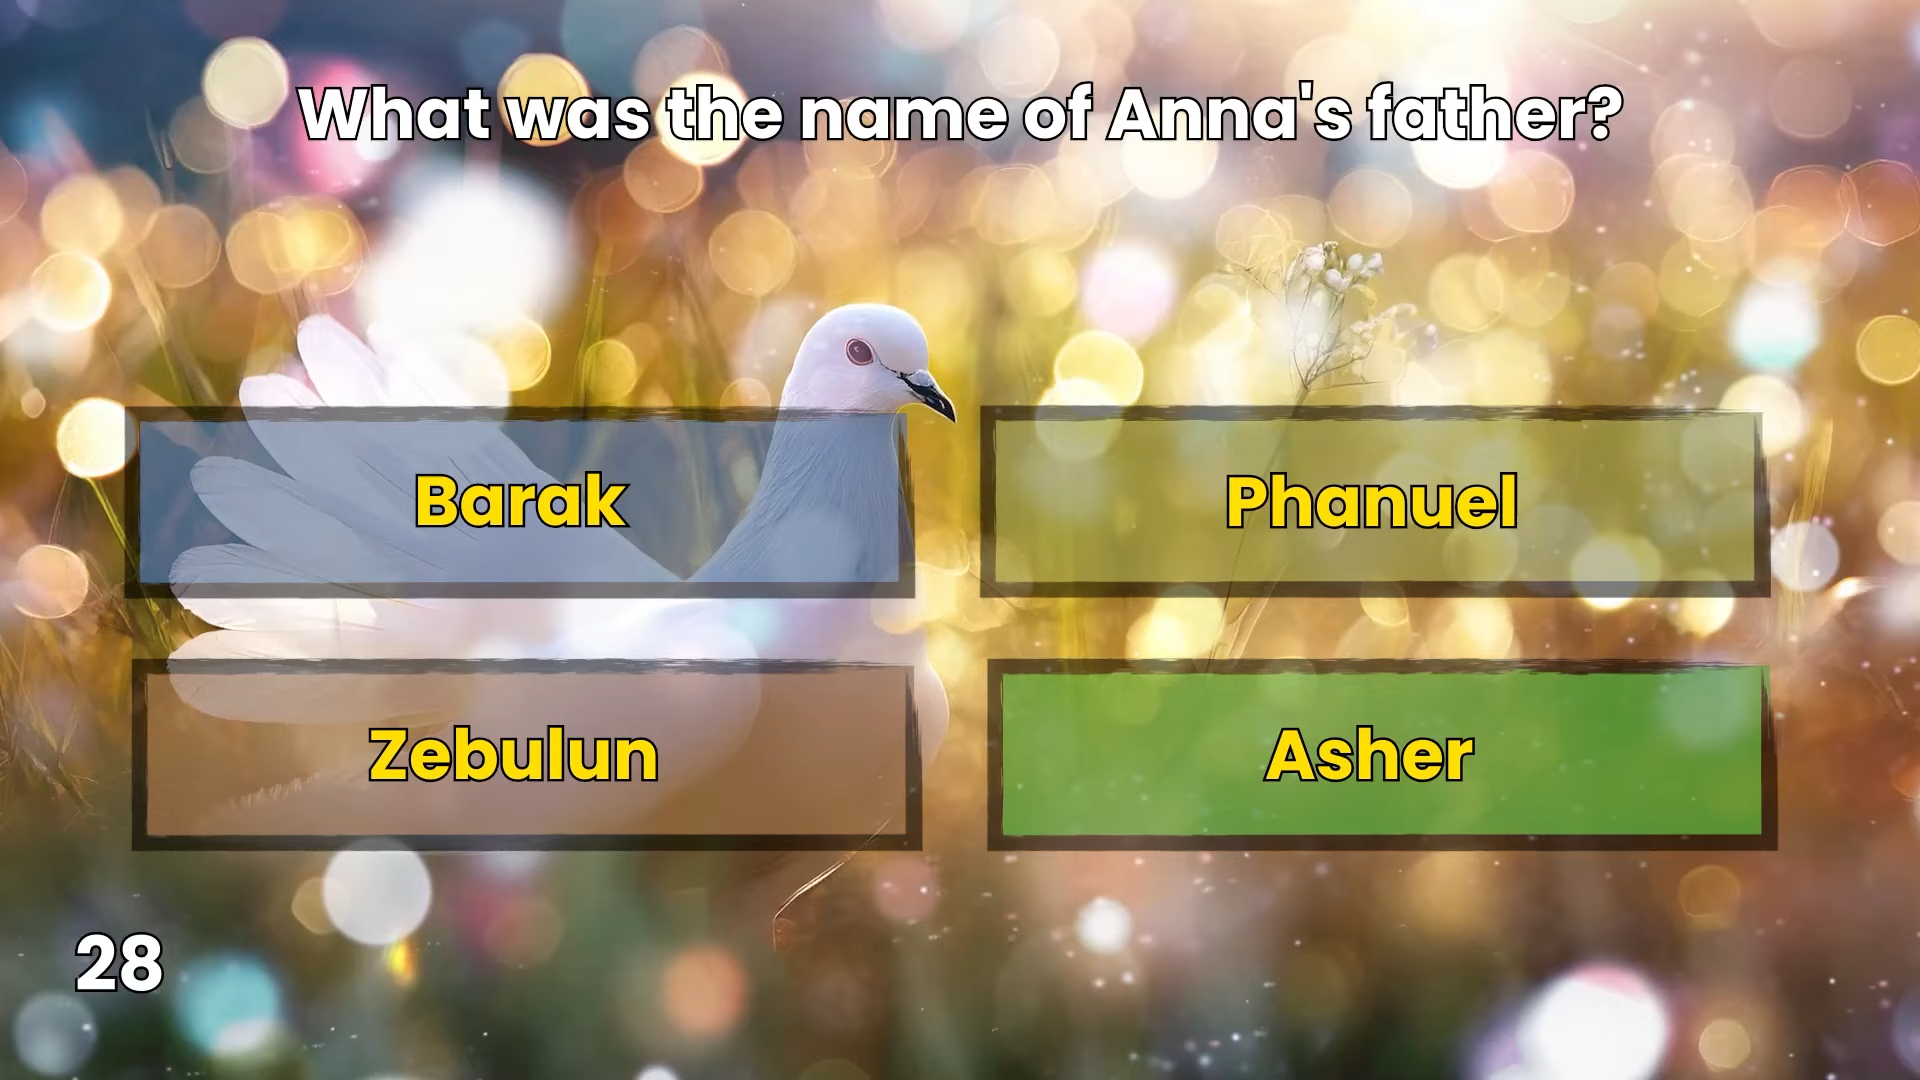 What was the name of Anna's father?
Barak
Phanuel
Zebulun
Asher
28